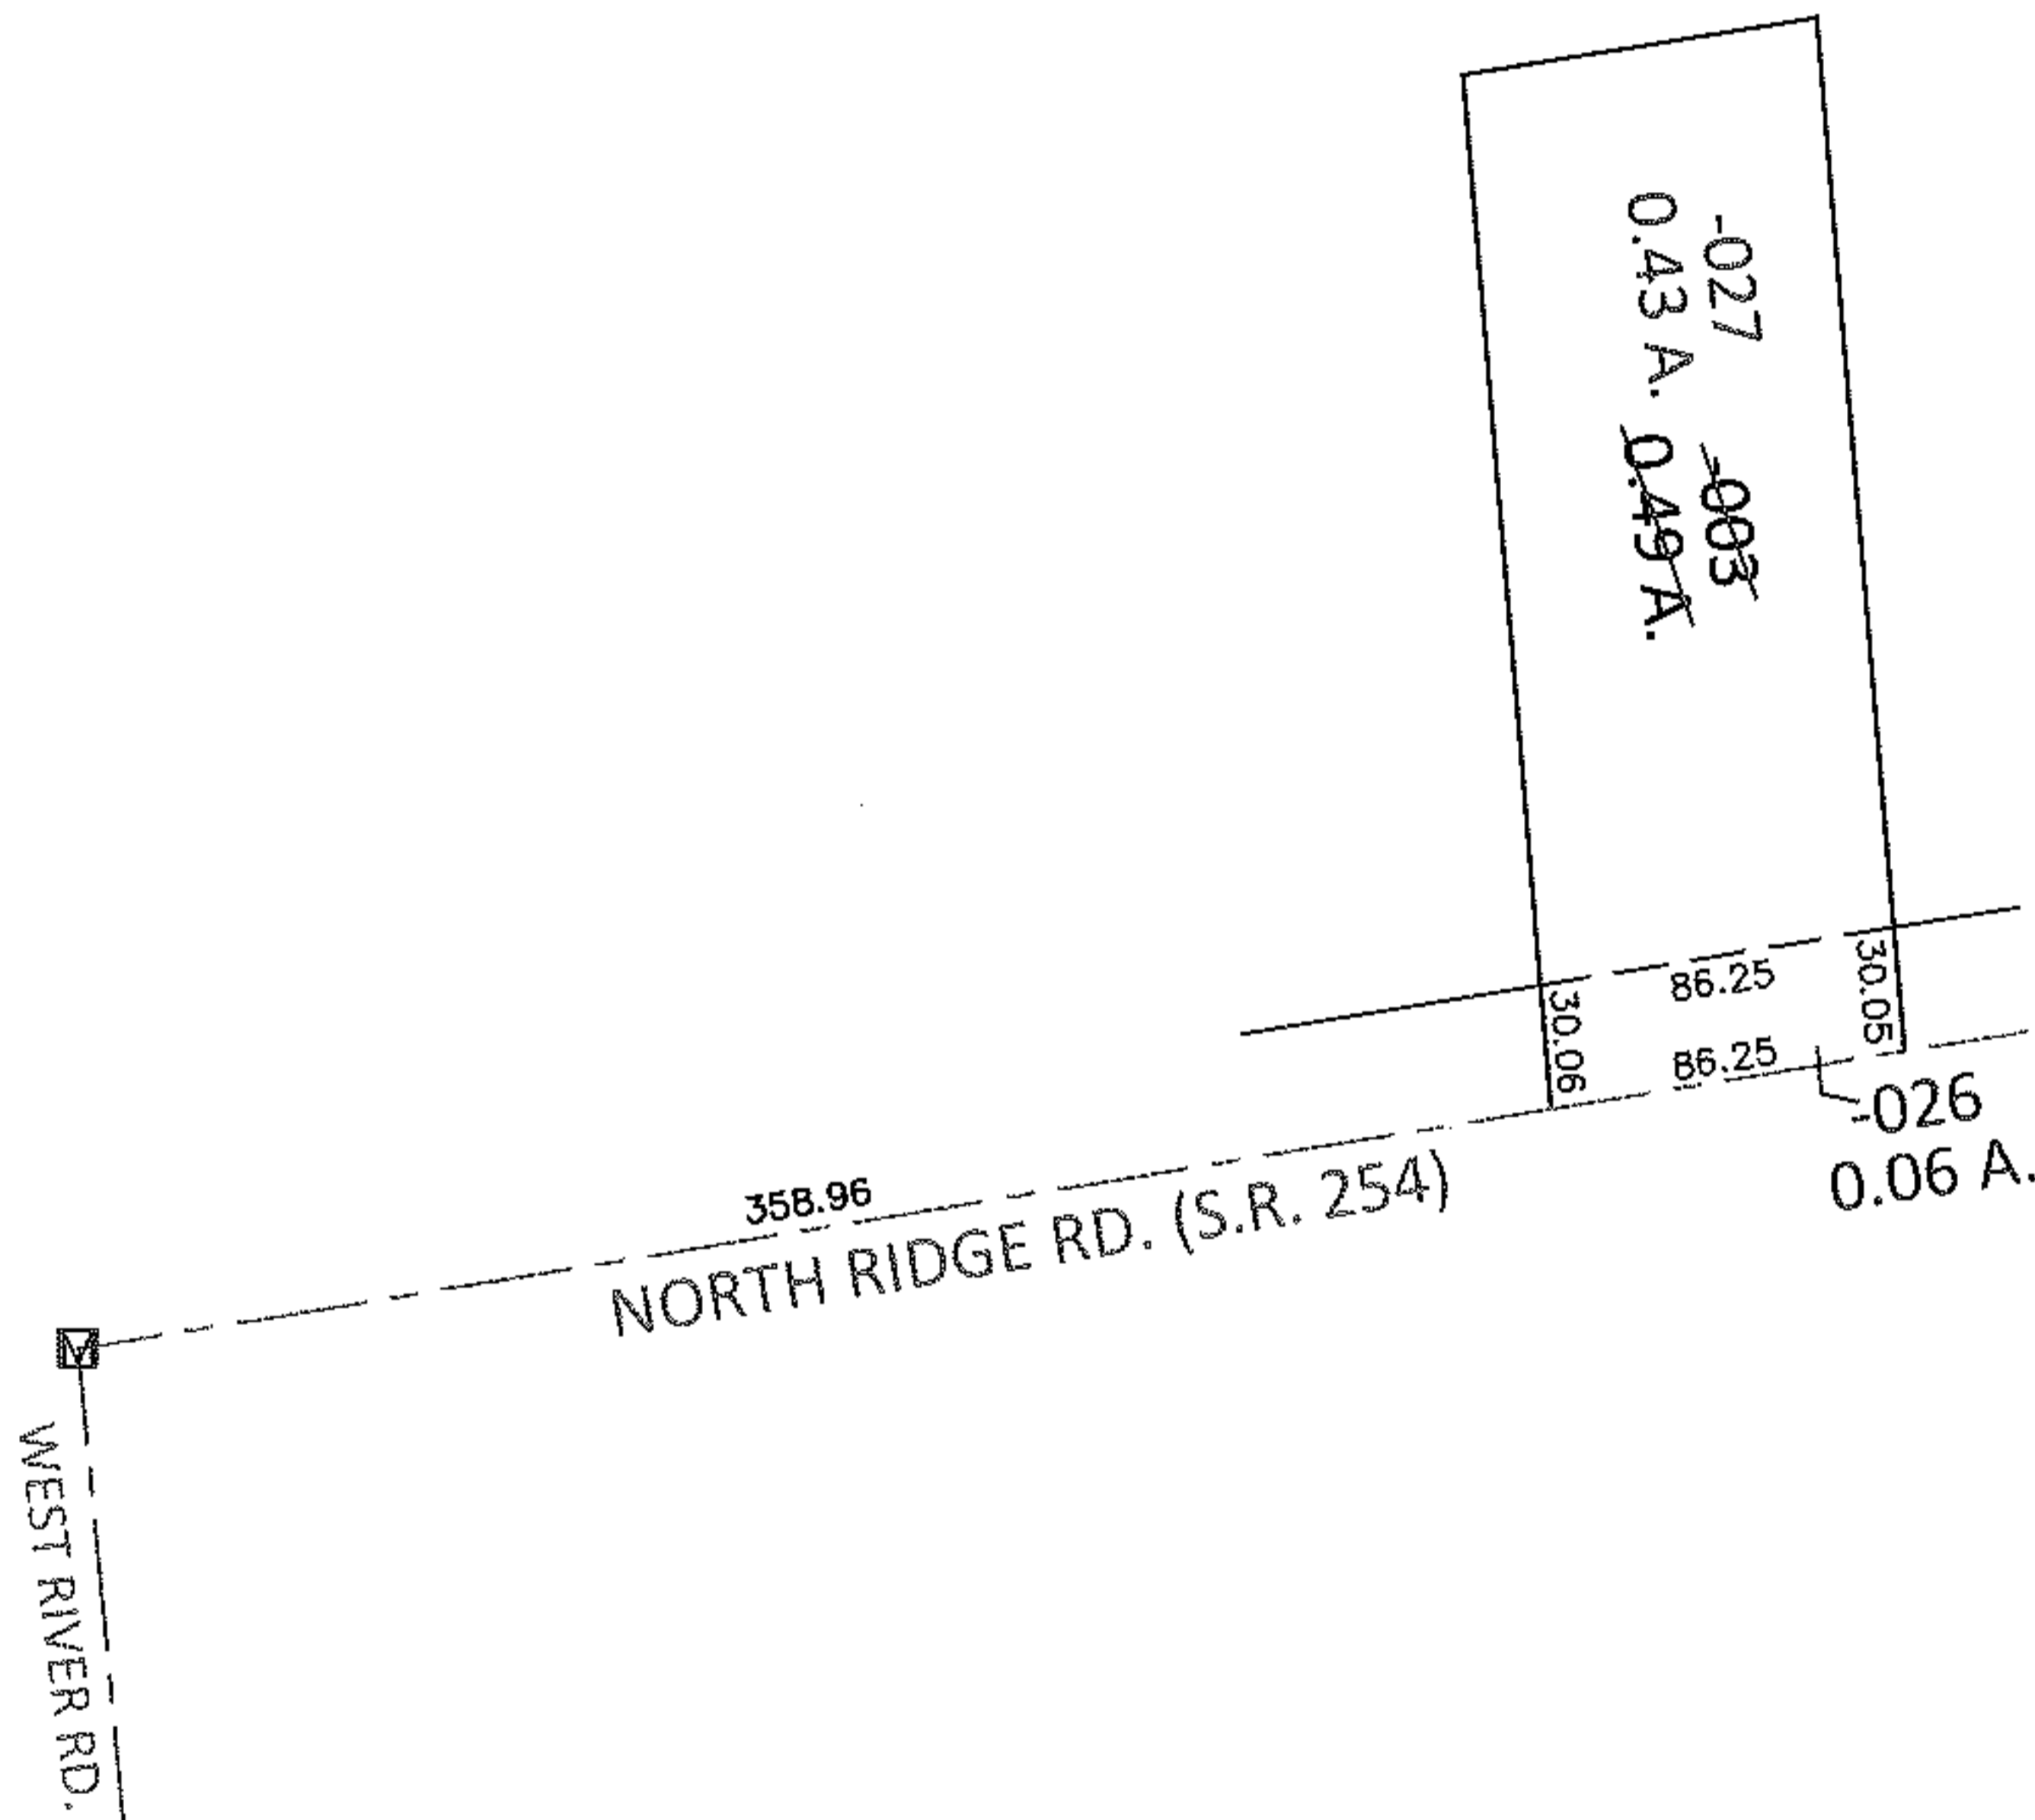 -027
0.43 A.
-003
0.49 A.
86.25
30.05
30.06
86.25
-026
0.06 A.
358.96
NORTH RIDGE RD. (S.R. 254)
WEST RIVER RD.